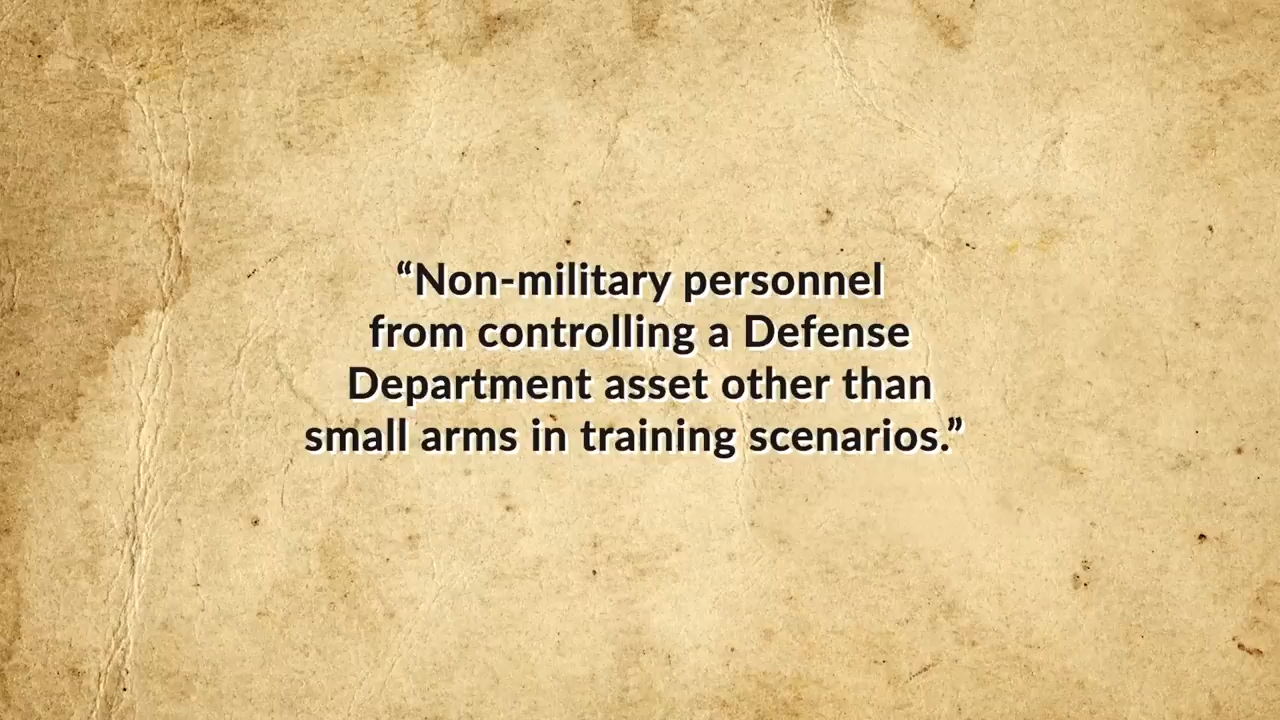 “Non-military personnel
from controlling a Defense
Department asset other than
small arms in training scenarios.”